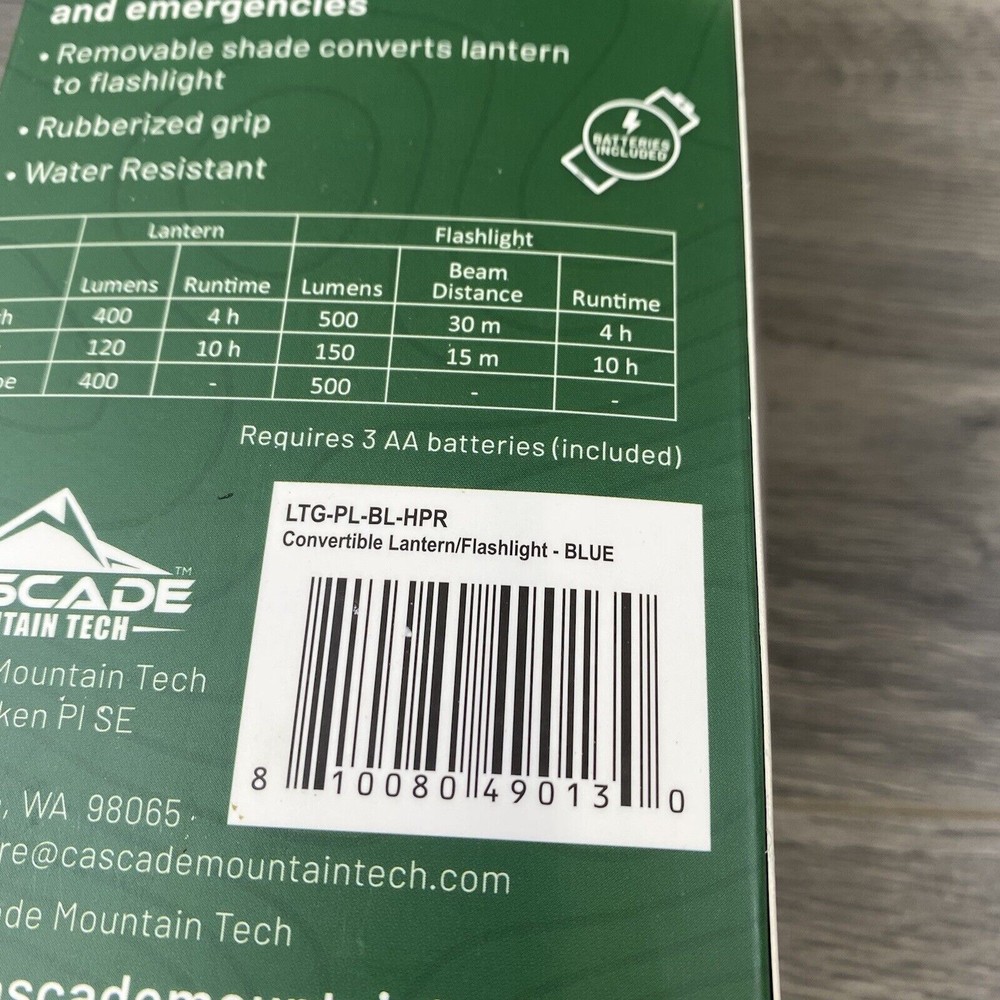 and emergencies
• Removable shade converts lantern
to flashlight
• Rubberized grip
• Water Resistant
BATTERIES
INCLUDED
Lantern Flashlight
Lumens Runtime Lumens Beam Distance Runtime
h 400 4 h 500 30 m 4 h
120 10 h 150 15 m 10 h
be 400 - 500 - -
Requires 3 AA batteries (included)
LTG-PL-BL-HPR
Convertible Lantern/Flashlight - BLUE
8 10080 49013 0
SCADE™
TAIN TECH
Mountain Tech
ken Pl SE
, WA 98065
re@cascademountaintech.com
de Mountain Tech